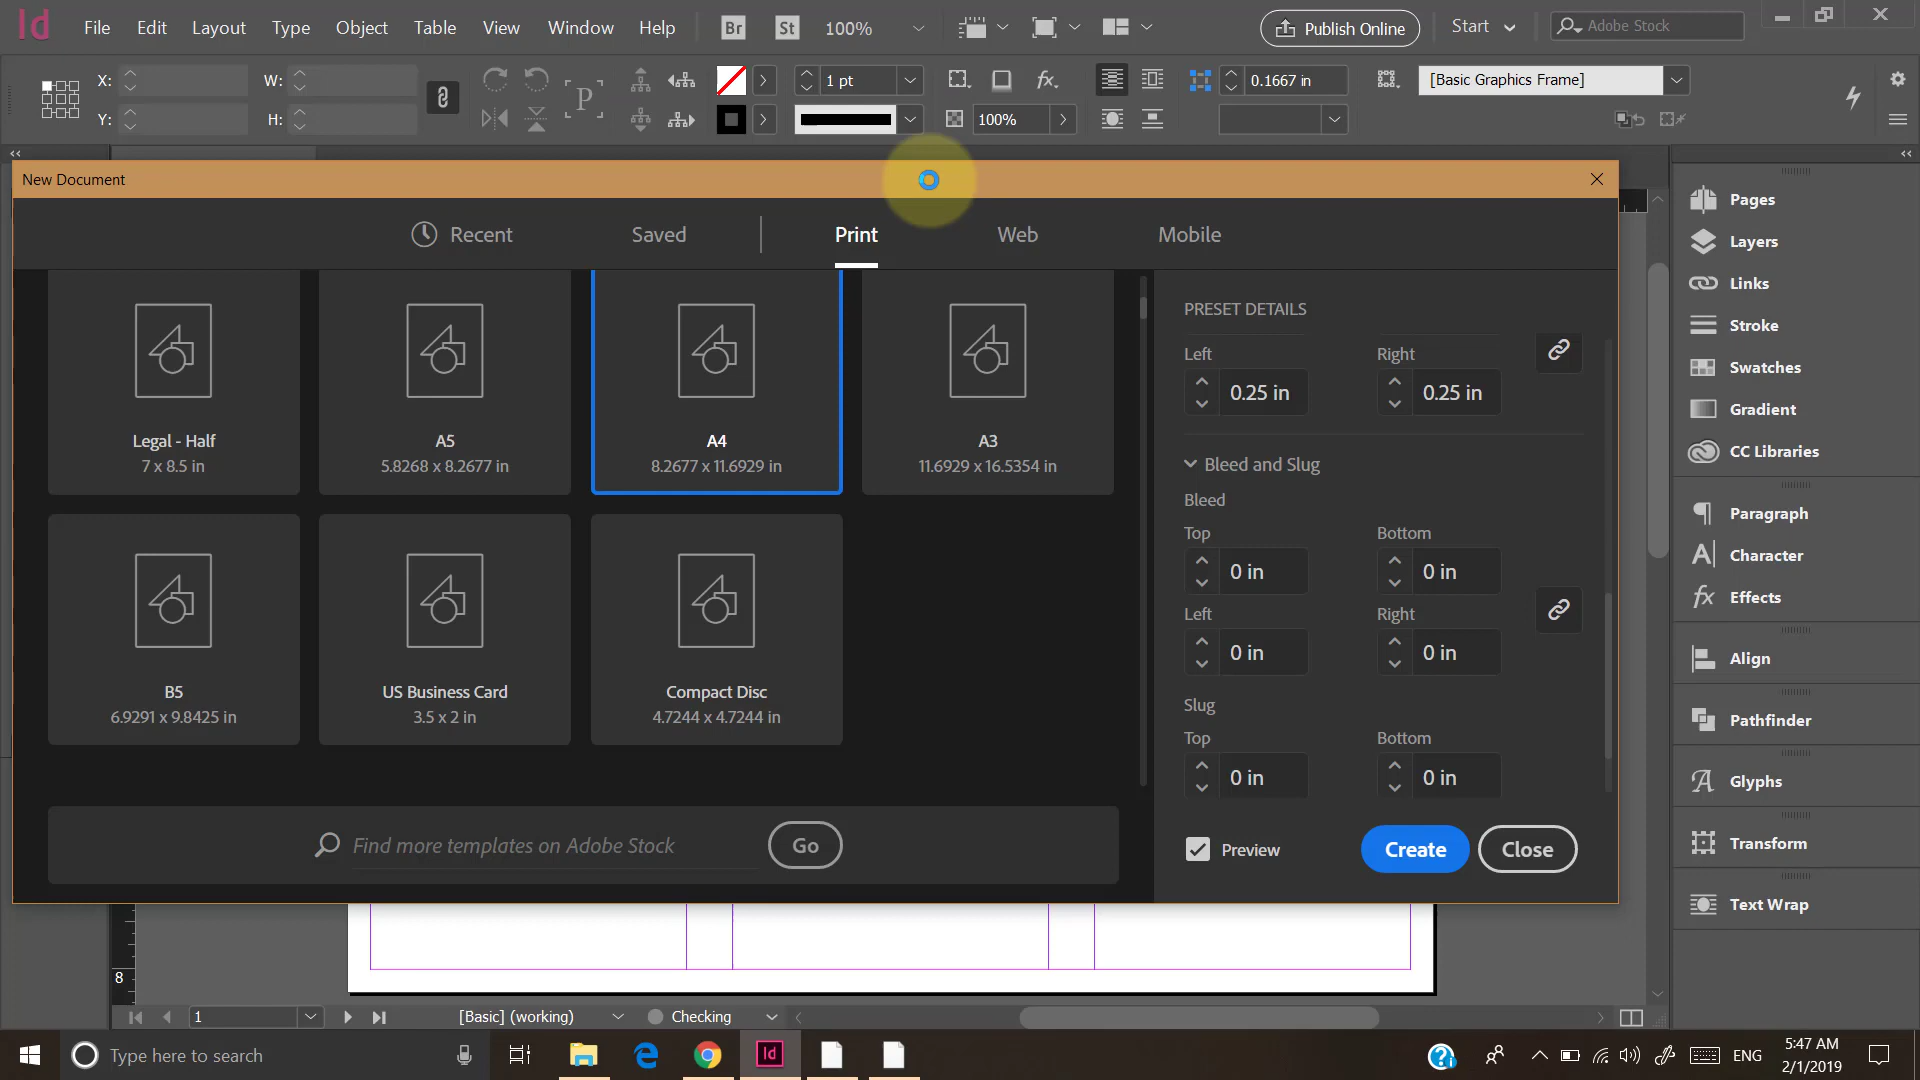 Id File Edit Layout Type Object Table View Window Help Br St 100% Publish Online Start Adobe Stock
X: W: 1 pt fx. 0.1667 in [Basic Graphics Frame]
Y: H: P 100%
New Document
Recent Saved Print Web Mobile
Legal - Half
7 x 8.5 in
A5
5.8268 x 8.2677 in
A4
8.2677 x 11.6929 in
A3
11.6929 x 16.5354 in
B5
6.9291 x 9.8425 in
US Business Card
3.5 x 2 in
Compact Disc
4.7244 x 4.7244 in
Find more templates on Adobe Stock Go
PRESET DETAILS
Left Right
0.25 in 0.25 in
Bleed and Slug
Bleed
Top Bottom
0 in 0 in
Left Right
0 in 0 in
Slug
Top Bottom
0 in 0 in
Preview Create Close
Pages
Layers
Links
Stroke
Swatches
Gradient
CC Libraries
Paragraph
Character
fx Effects
Align
Pathfinder
Glyphs
Transform
Text Wrap
8
1 [Basic] (working) Checking
Type here to search Id ENG 5:47 AM
2/1/2019